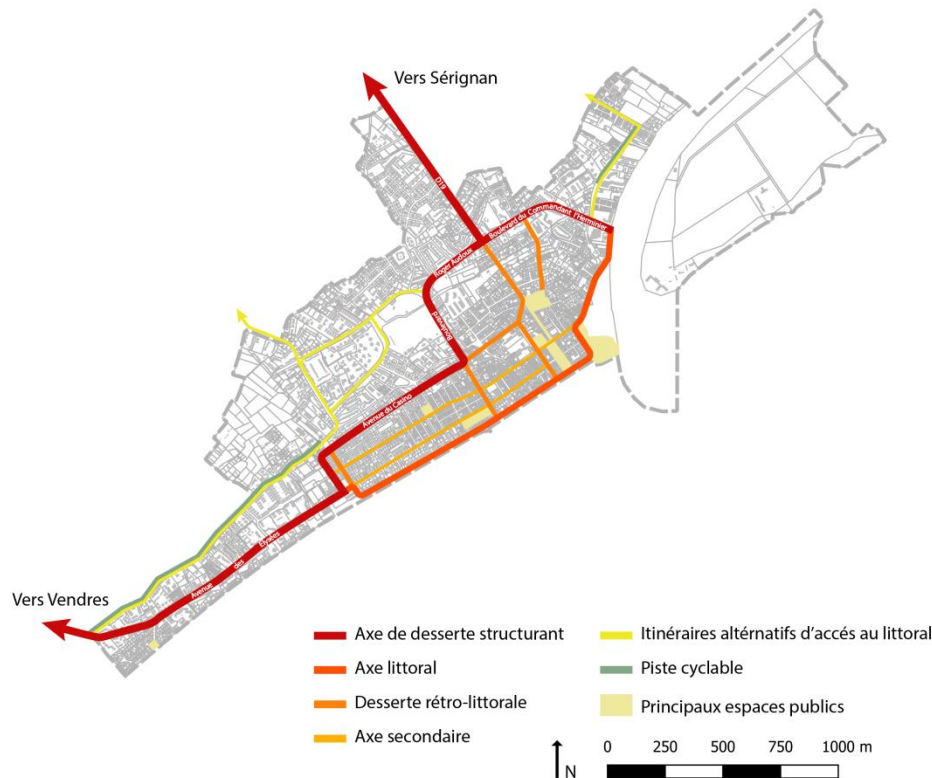 Vers Sérignan
D19
Boulevard du Commandant l'Herminier
Boulevard Roger Audoux
Avenue du Casino
Avenue des Elysées
Vers Vendres
Axe de desserte structurant
Axe littoral
Desserte rétro-littorale
Axe secondaire
Itinéraires altérnatifs d'accés au littoral
Piste cyclable
Principaux espaces publics
N
0 250 500 750 1000 m